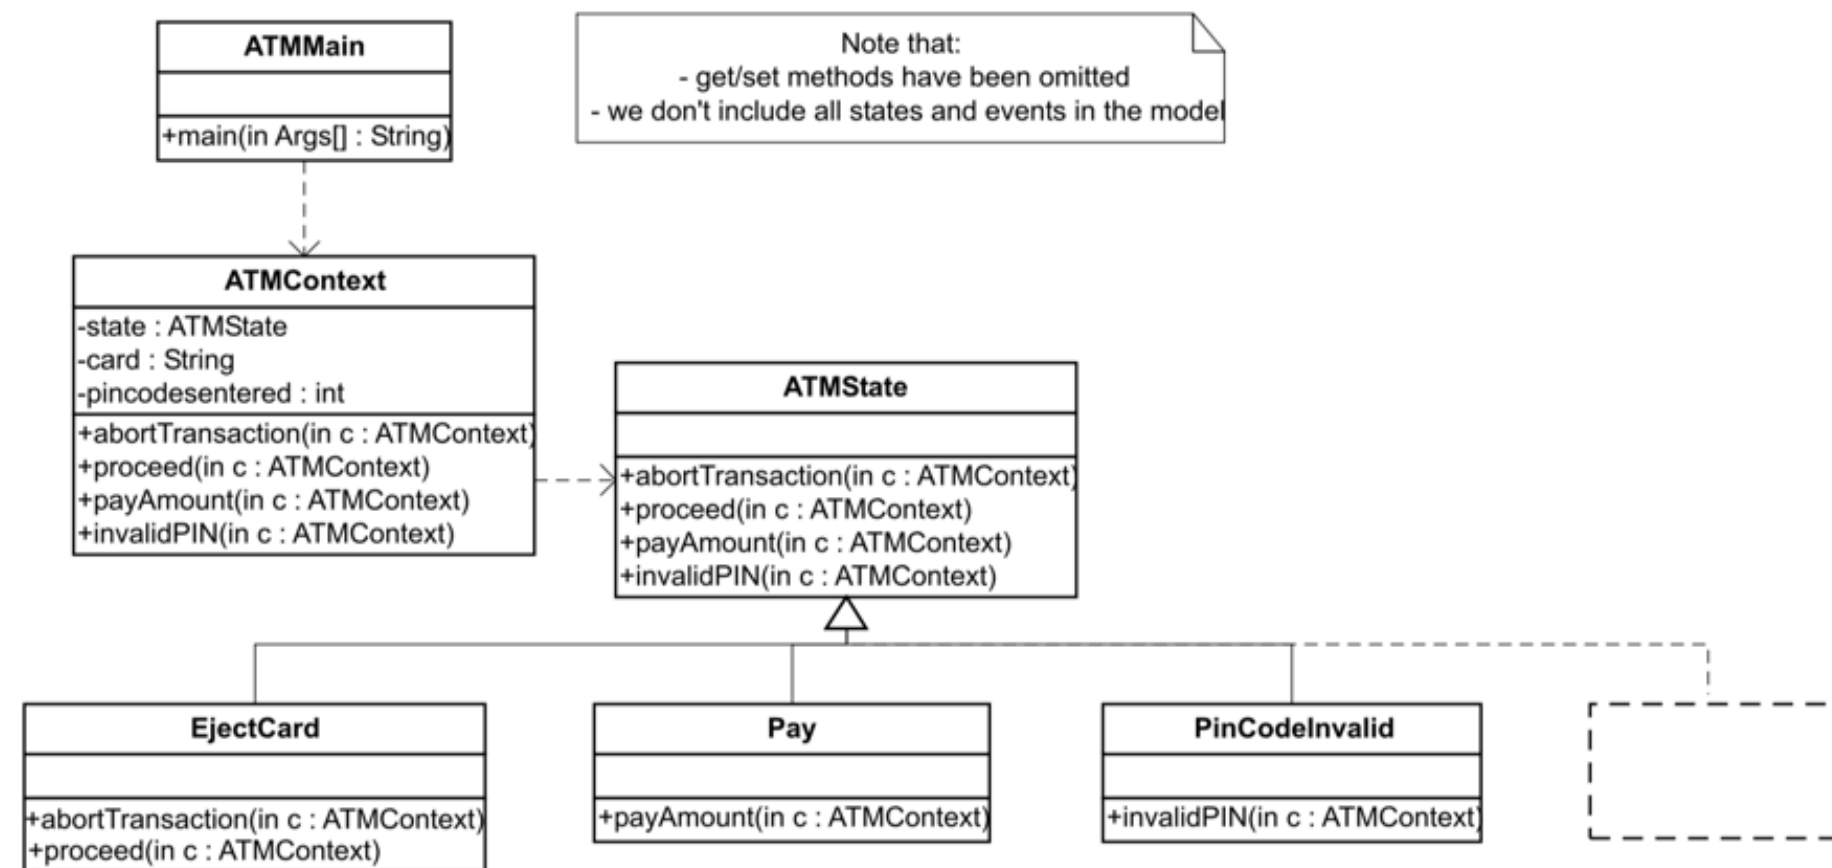 ATMMain
+main(in Args[] : String)
Note that:
- get/set methods have been omitted
- we don't include all states and events in the model
ATMContext
-state : ATMState
-card : String
-pincodesentered : int
+abortTransaction(in c : ATMContext)
+proceed(in c : ATMContext)
+payAmount(in c : ATMContext)
+invalidPIN(in c : ATMContext)
ATMState
+abortTransaction(in c : ATMContext)
+proceed(in c : ATMContext)
+payAmount(in c : ATMContext)
+invalidPIN(in c : ATMContext)
EjectCard
+abortTransaction(in c : ATMContext)
+proceed(in c : ATMContext)
Pay
+payAmount(in c : ATMContext)
PinCodeInvalid
+invalidPIN(in c : ATMContext)